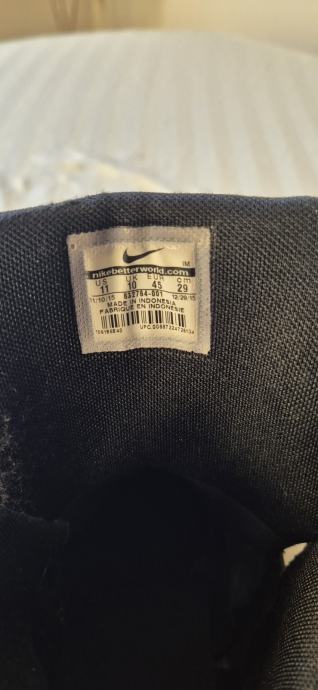 nikebetterworld.com
US UK EUR cm
11 10 45 29
11/10/15 832784-001 12/29/15
MADE IN INDONESIA
FABRIQUE EN INDONESIE